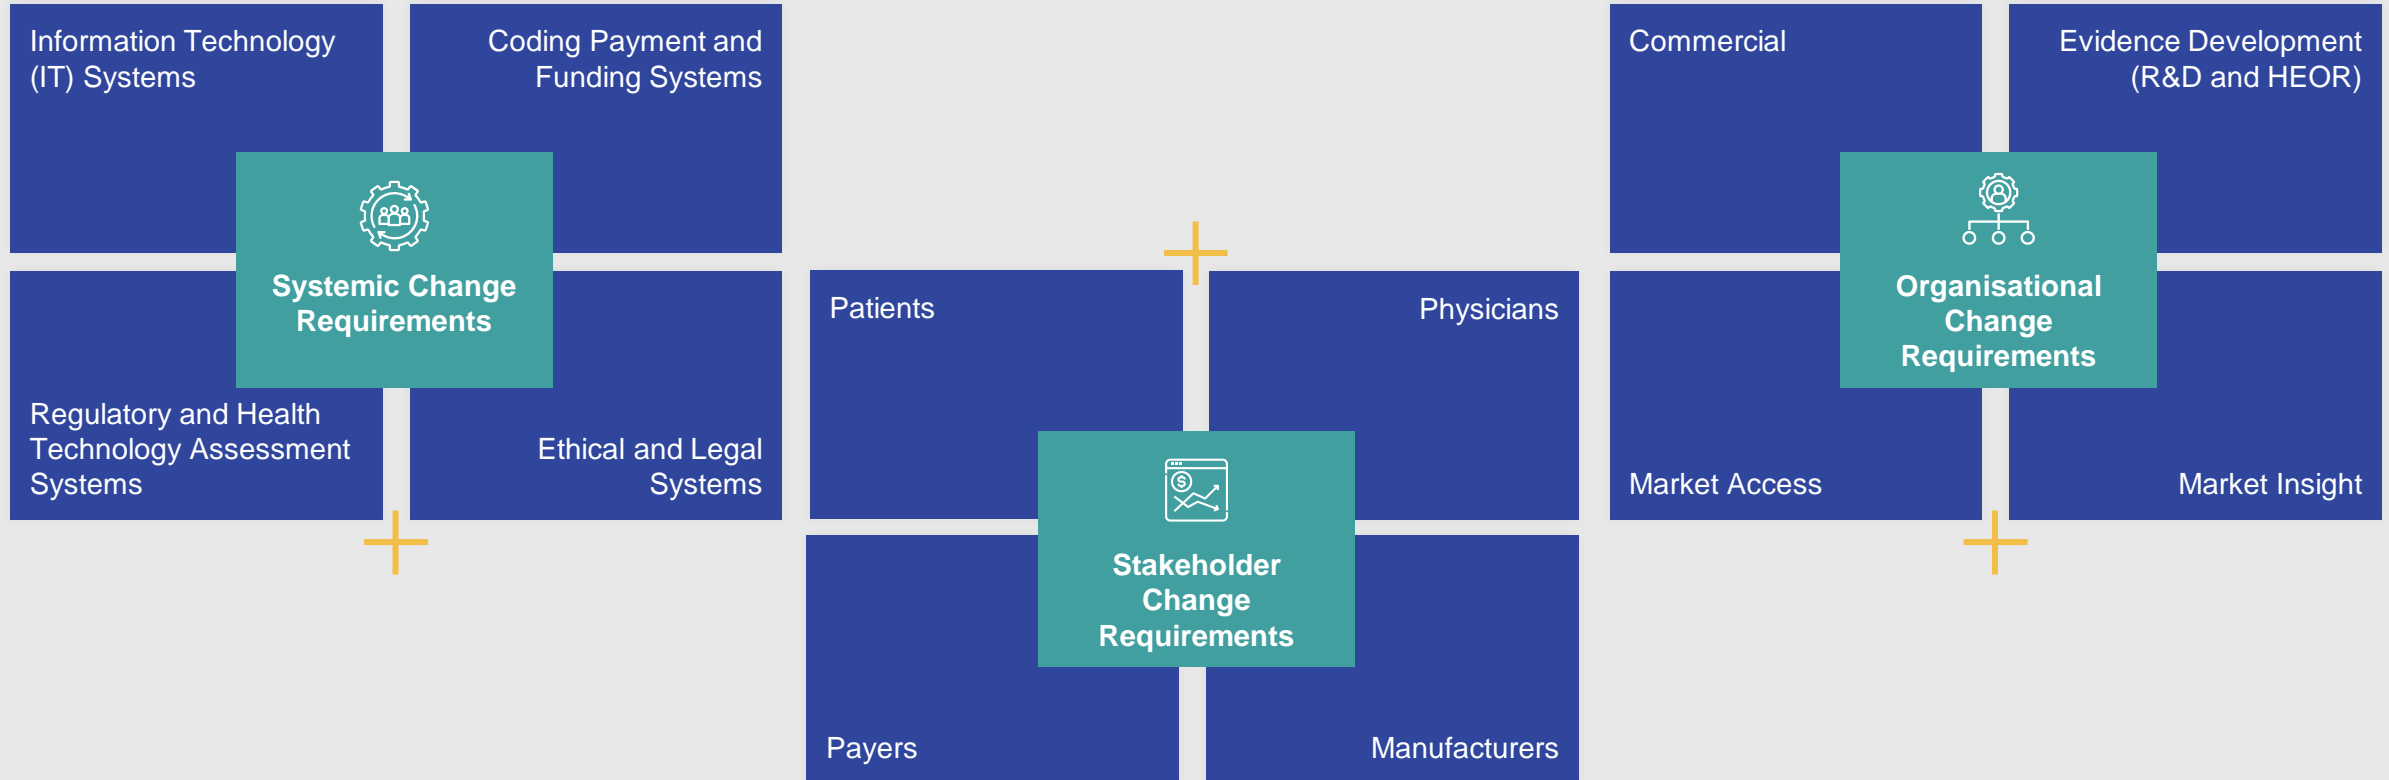 Information Technology
(IT) Systems
Coding Payment and
Funding Systems
Systemic Change
Requirements
Regulatory and Health
Technology Assessment
Systems
Ethical and Legal
Systems
Patients
Physicians
$
Stakeholder
Change
Requirements
Payers
Manufacturers
Commercial
Evidence Development
(R&D and HEOR)
Organisational
Change
Requirements
Market Access
Market Insight